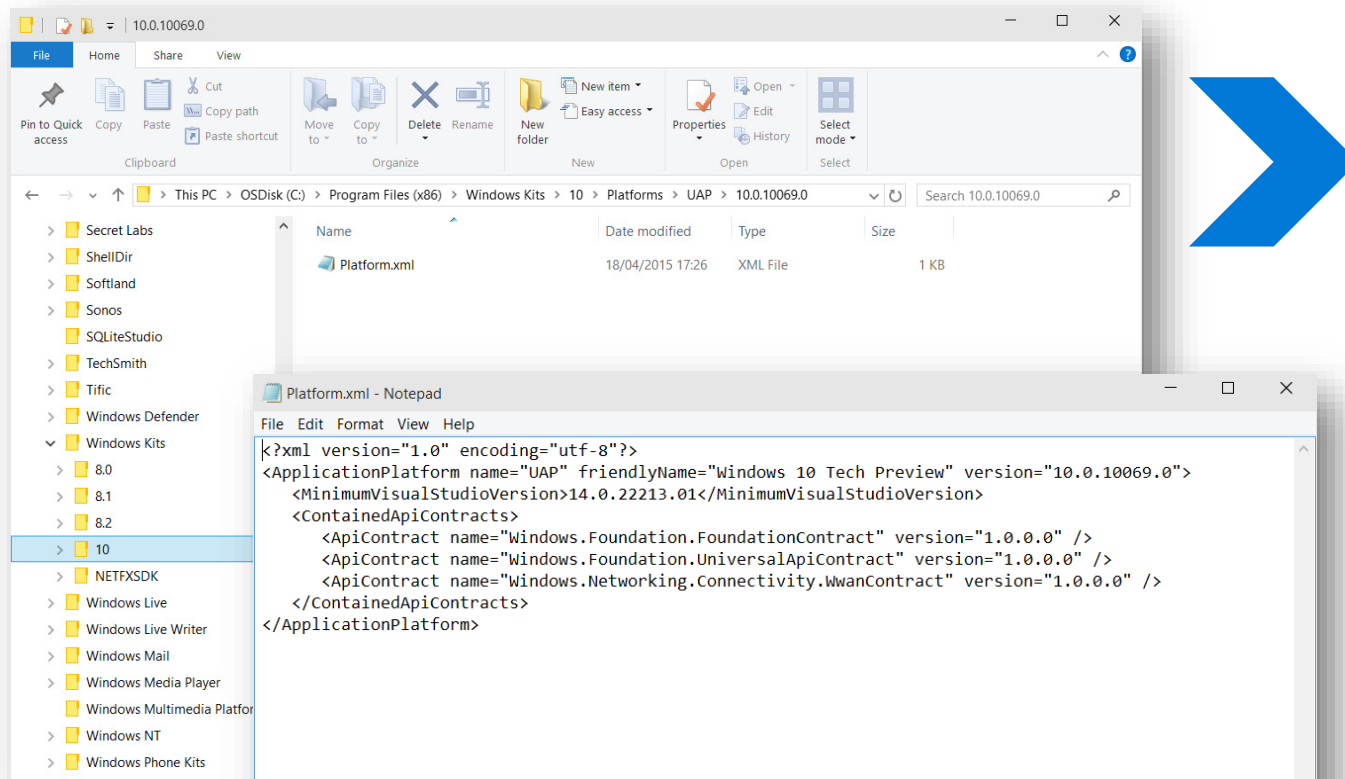 10.0.10069.0
File Home Share View
Pin to Quick access
Copy
Paste
Cut
Copy path
Paste shortcut
Clipboard
Move to
Copy to
Delete
Rename
Organize
New folder
New item
Easy access
New
Properties
Open
Edit
History
Open
Select mode
Select
This PC > OSDisk (C:) > Program Files (x86) > Windows Kits > 10 > Platforms > UAP > 10.0.10069.0
Search 10.0.10069.0
Name Date modified Type Size
Platform.xml 18/04/2015 17:26 XML File 1 KB
Secret Labs
ShellDir
Softland
Sonos
SQLiteStudio
TechSmith
Tific
Windows Defender
Windows Kits
8.0
8.1
8.2
10
NETFXSDK
Windows Live
Windows Live Writer
Windows Mail
Windows Media Player
Windows Multimedia Platfor
Windows NT
Windows Phone Kits
Platform.xml - Notepad
File Edit Format View Help
<?xml version="1.0" encoding="utf-8"?>
<ApplicationPlatform name="UAP" friendlyName="Windows 10 Tech Preview" version="10.0.10069.0">
<MinimumVisualStudioVersion>14.0.22213.01</MinimumVisualStudioVersion>
<ContainedApiContracts>
<ApiContract name="Windows.Foundation.FoundationContract" version="1.0.0.0" />
<ApiContract name="Windows.Foundation.UniversalApiContract" version="1.0.0.0" />
<ApiContract name="Windows.Networking.Connectivity.WwanContract" version="1.0.0.0" />
</ContainedApiContracts>
</ApplicationPlatform>